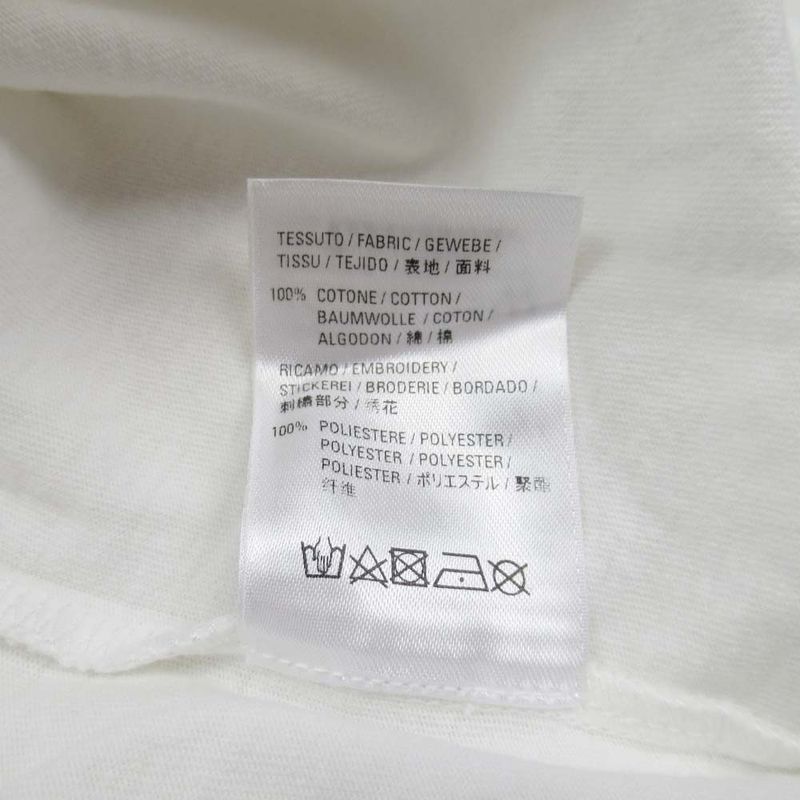 TESSUTO / FABRIC / GEWEBE /
TISSU / TEJIDO / 表地 / 面料
100% COTONE / COTTON /
BAUMWOLLE / COTON /
ALGODON / 綿 / 棉
RICAMO / EMBROIDERY /
STICKEREI / BRODERIE / BORDADO /
刺繍部分 / 绣花
100% POLIESTERE / POLYESTER /
POLYESTER / POLYESTER /
POLIESTER / ポリエステル / 聚酯
纤维